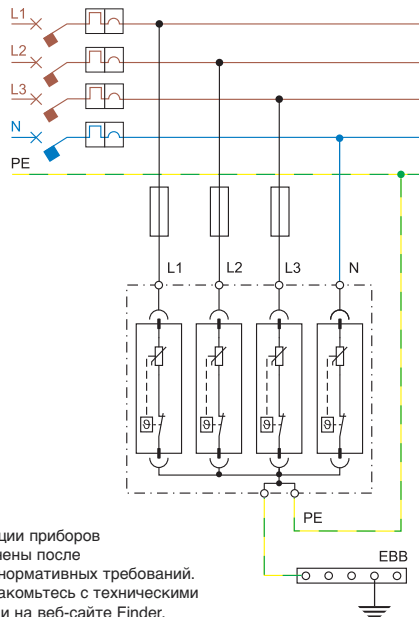 L1
L2
L3
N
PE
L1 L2 L3 N
ϑ ϑ ϑ ϑ
PE
EBB
ции приборов
нены после
нормативных требований.
акомьтесь с техническими
и на веб-сайте Finder.